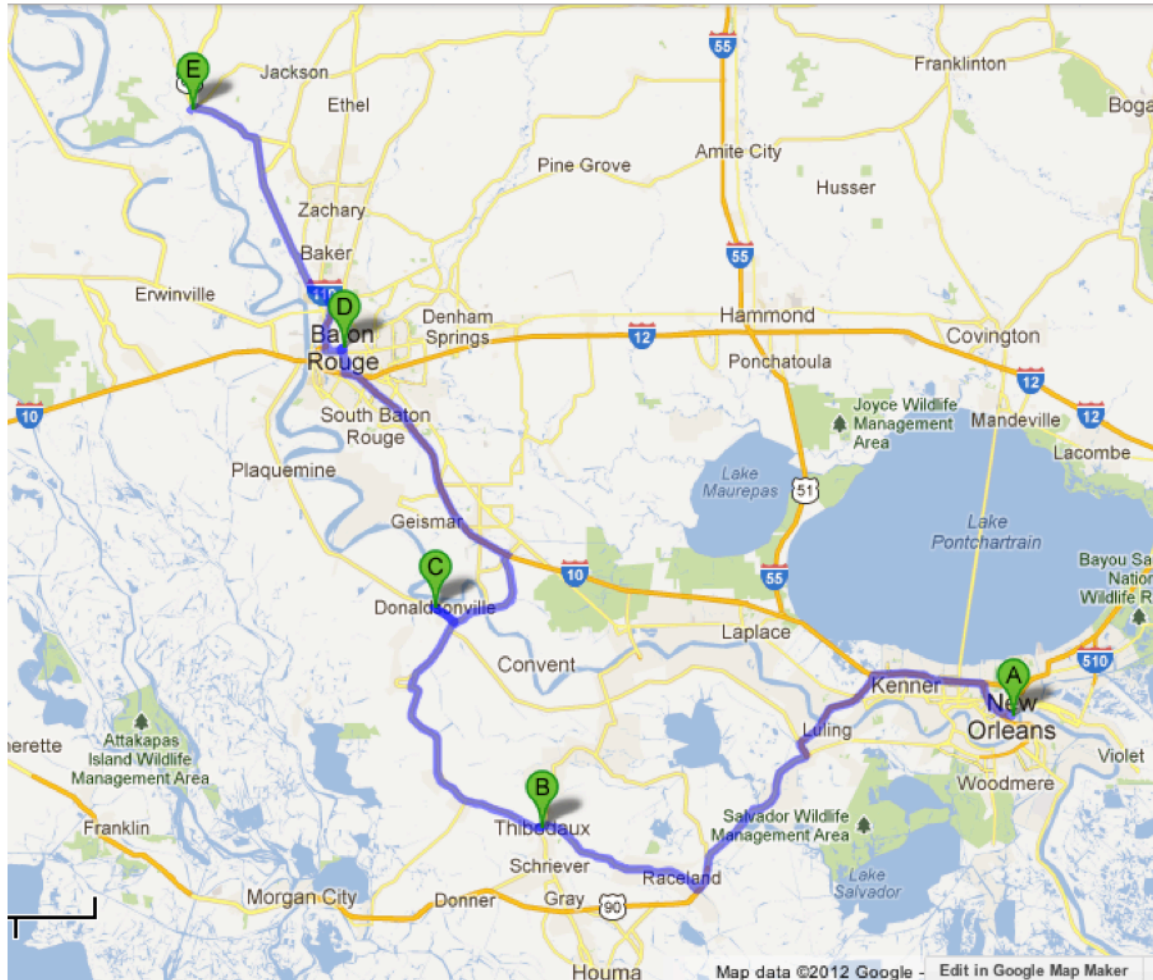 55
Franklinton
E
Jackson
Ethel
Amite City
Pine Grove
Husser
Zachary
Baker
55
Erwinville
110
D
Denham
Springs
Hammond
12
Covington
Baton
Rouge
Ponchatoula
12
12
10
South Baton
Rouge
Joyce Wildlife
Management
Area
Mandeville
Lacombe
Plaquemine
Lake
Maurepas
51
Geismar
Lake
Pontchartrain
C
10
55
Donaldsonville
Laplace
510
Convent
Kenner
A
New
Orleans
Attakapas
Island Wildlife
Management Area
Luling
Violet
Woodmere
B
Thibodaux
Salvador Wildlife
Management Area
Franklin
Schriever
Raceland
Lake
Salvador
Morgan City
Donner
Gray
90
Houma
Map data ©2012 Google -
Edit in Google Map Maker